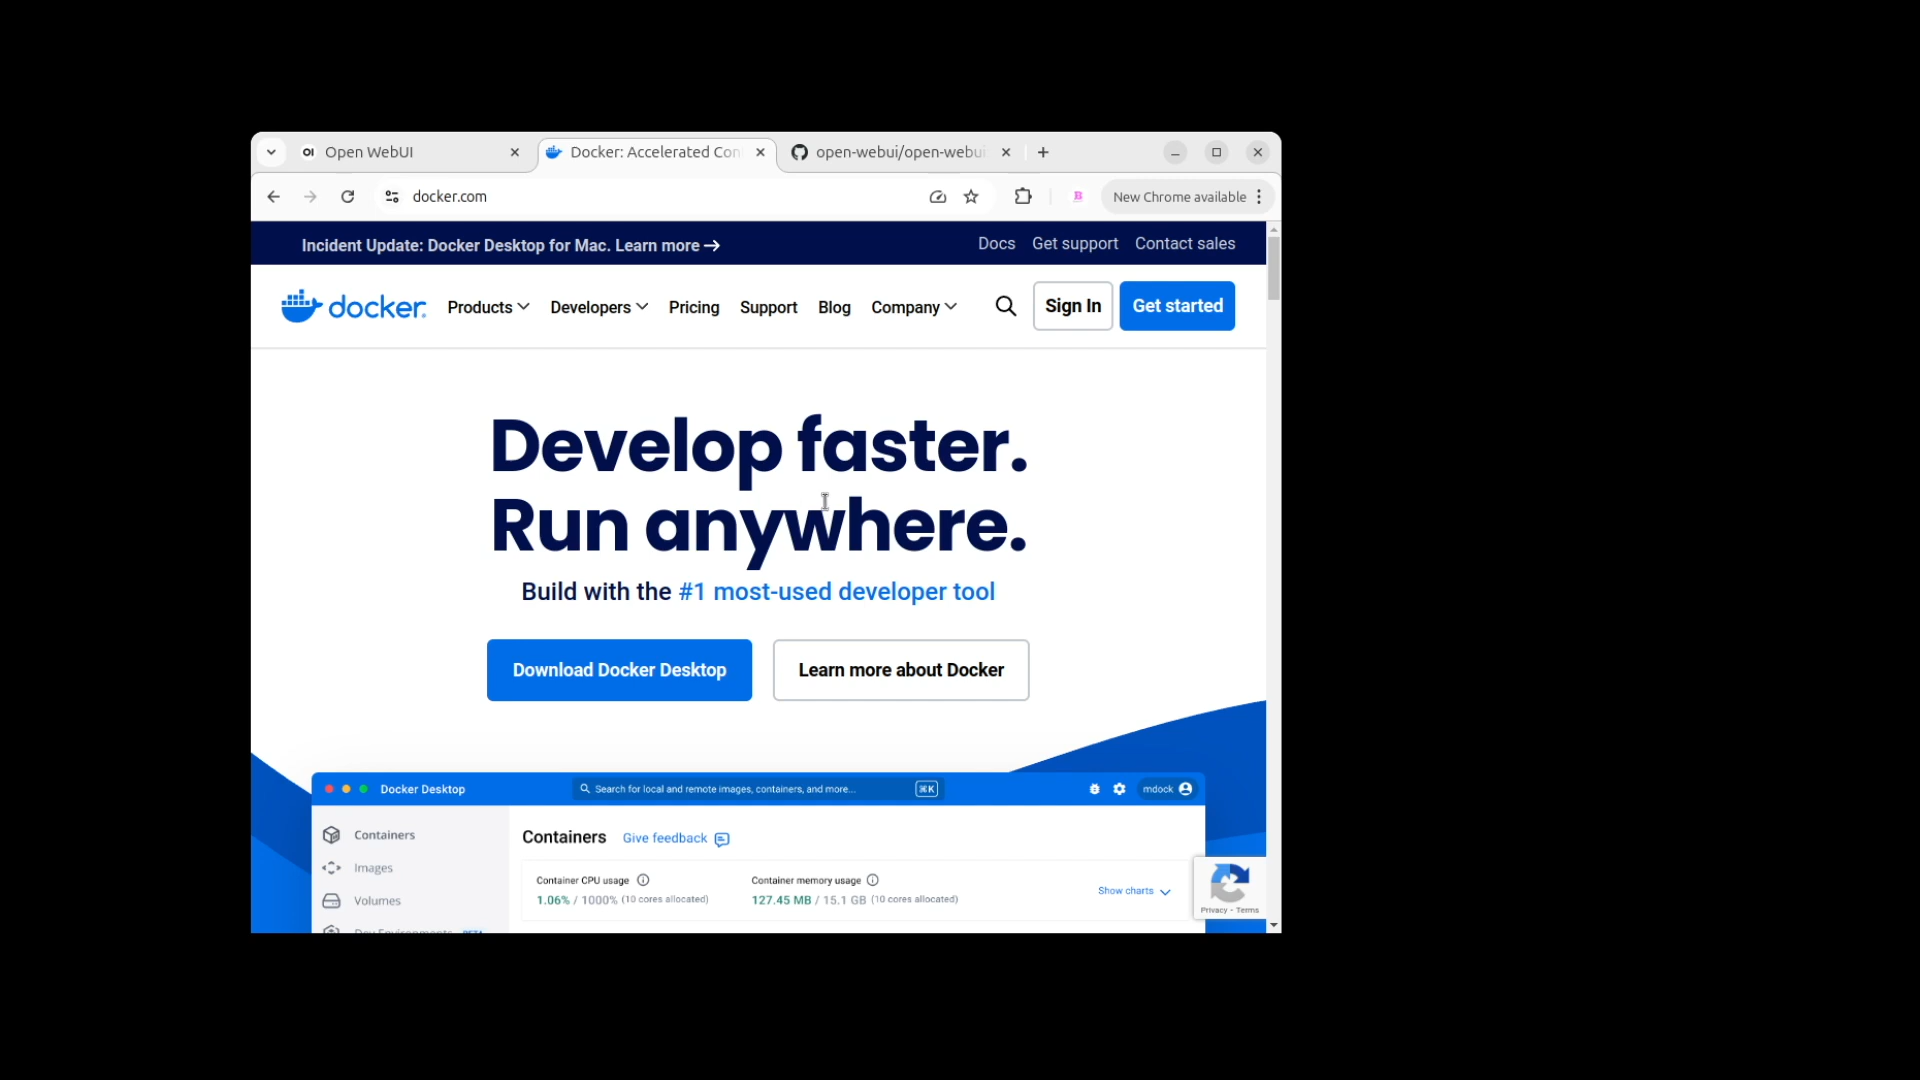 OI Open WebUI
Docker: Accelerated Con
open-webui/open-webui
docker.com
New Chrome available
Incident Update: Docker Desktop for Mac. Learn more →
Docs Get support Contact sales
docker.
Products Developers Pricing Support Blog Company
Sign In
Get started
Develop faster.
Run anywhere.
Build with the #1 most-used developer tool
Download Docker Desktop
Learn more about Docker
Docker Desktop
Search for local and remote images, containers, and more...
⌘K
mdock
Containers
Images
Volumes
Dev Environments BETA
Containers Give feedback
Container CPU usage
1.06% / 1000% (10 cores allocated)
Container memory usage
127.45 MB / 15.1 GB (10 cores allocated)
Show charts
Privacy - Terms